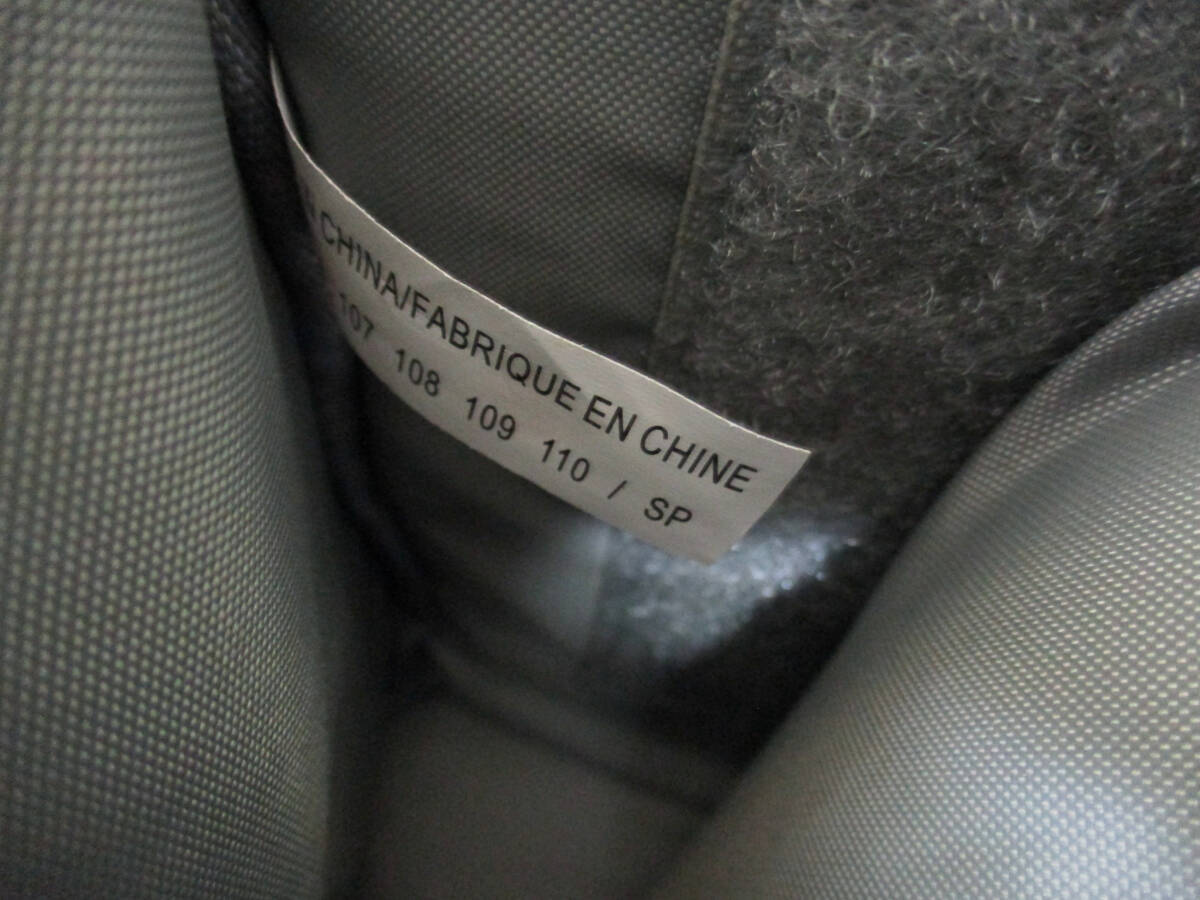 CHINA/FABRIQUE EN CHINE
107 108 109 110 / SP